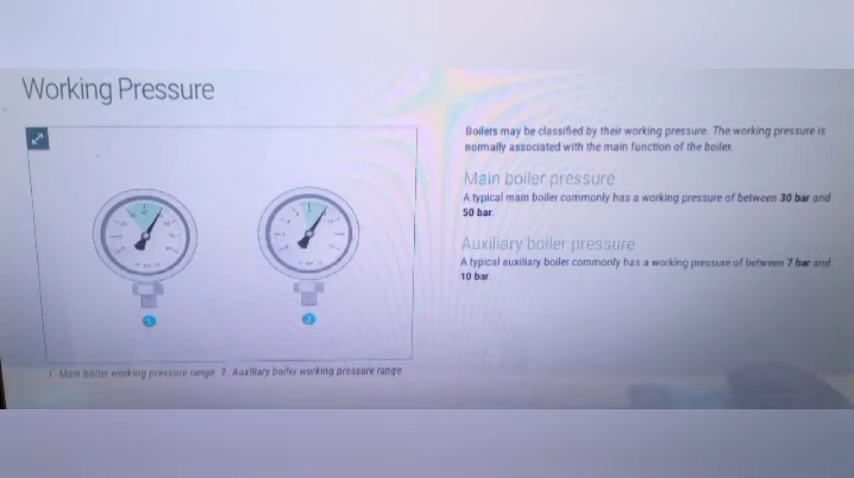 Working Pressure
Boilers may be classified by their working pressure. The working pressure is
normally associated with the main function of the boiler.
Main boiler pressure
A typical main boiler commonly has a working pressure of between 30 bar and
50 bar.
Auxiliary boiler pressure
A typical auxiliary boiler commonly has a working pressure of between 7 bar and
10 bar.
1
2
1. Main boiler working pressure range 2. Auxiliary boiler working pressure range